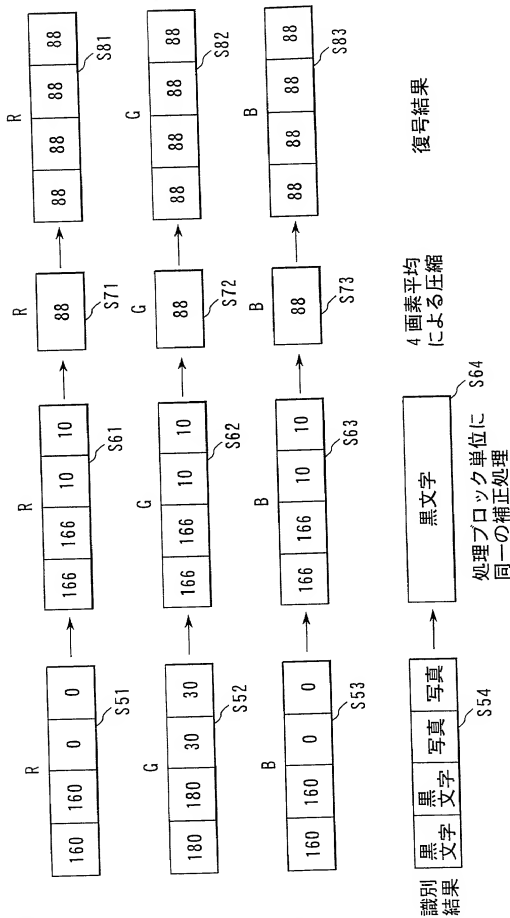 R
160 160 0 0
S51
R
166 166 10 10
S61
R
88
S71
R
88 88 88 88
S81
G
180 180 30 30
S52
G
166 166 10 10
S62
G
88
S72
G
88 88 88 88
S82
B
160 160 0 0
S53
B
166 166 10 10
S63
B
88
S73
B
88 88 88 88
S83
識別
結果
黒
文字
黒
文字
写真
写真
S54
黒文字
S64
処理ブロック単位に
同一の補正処理
4画素平均
による圧縮
復号結果